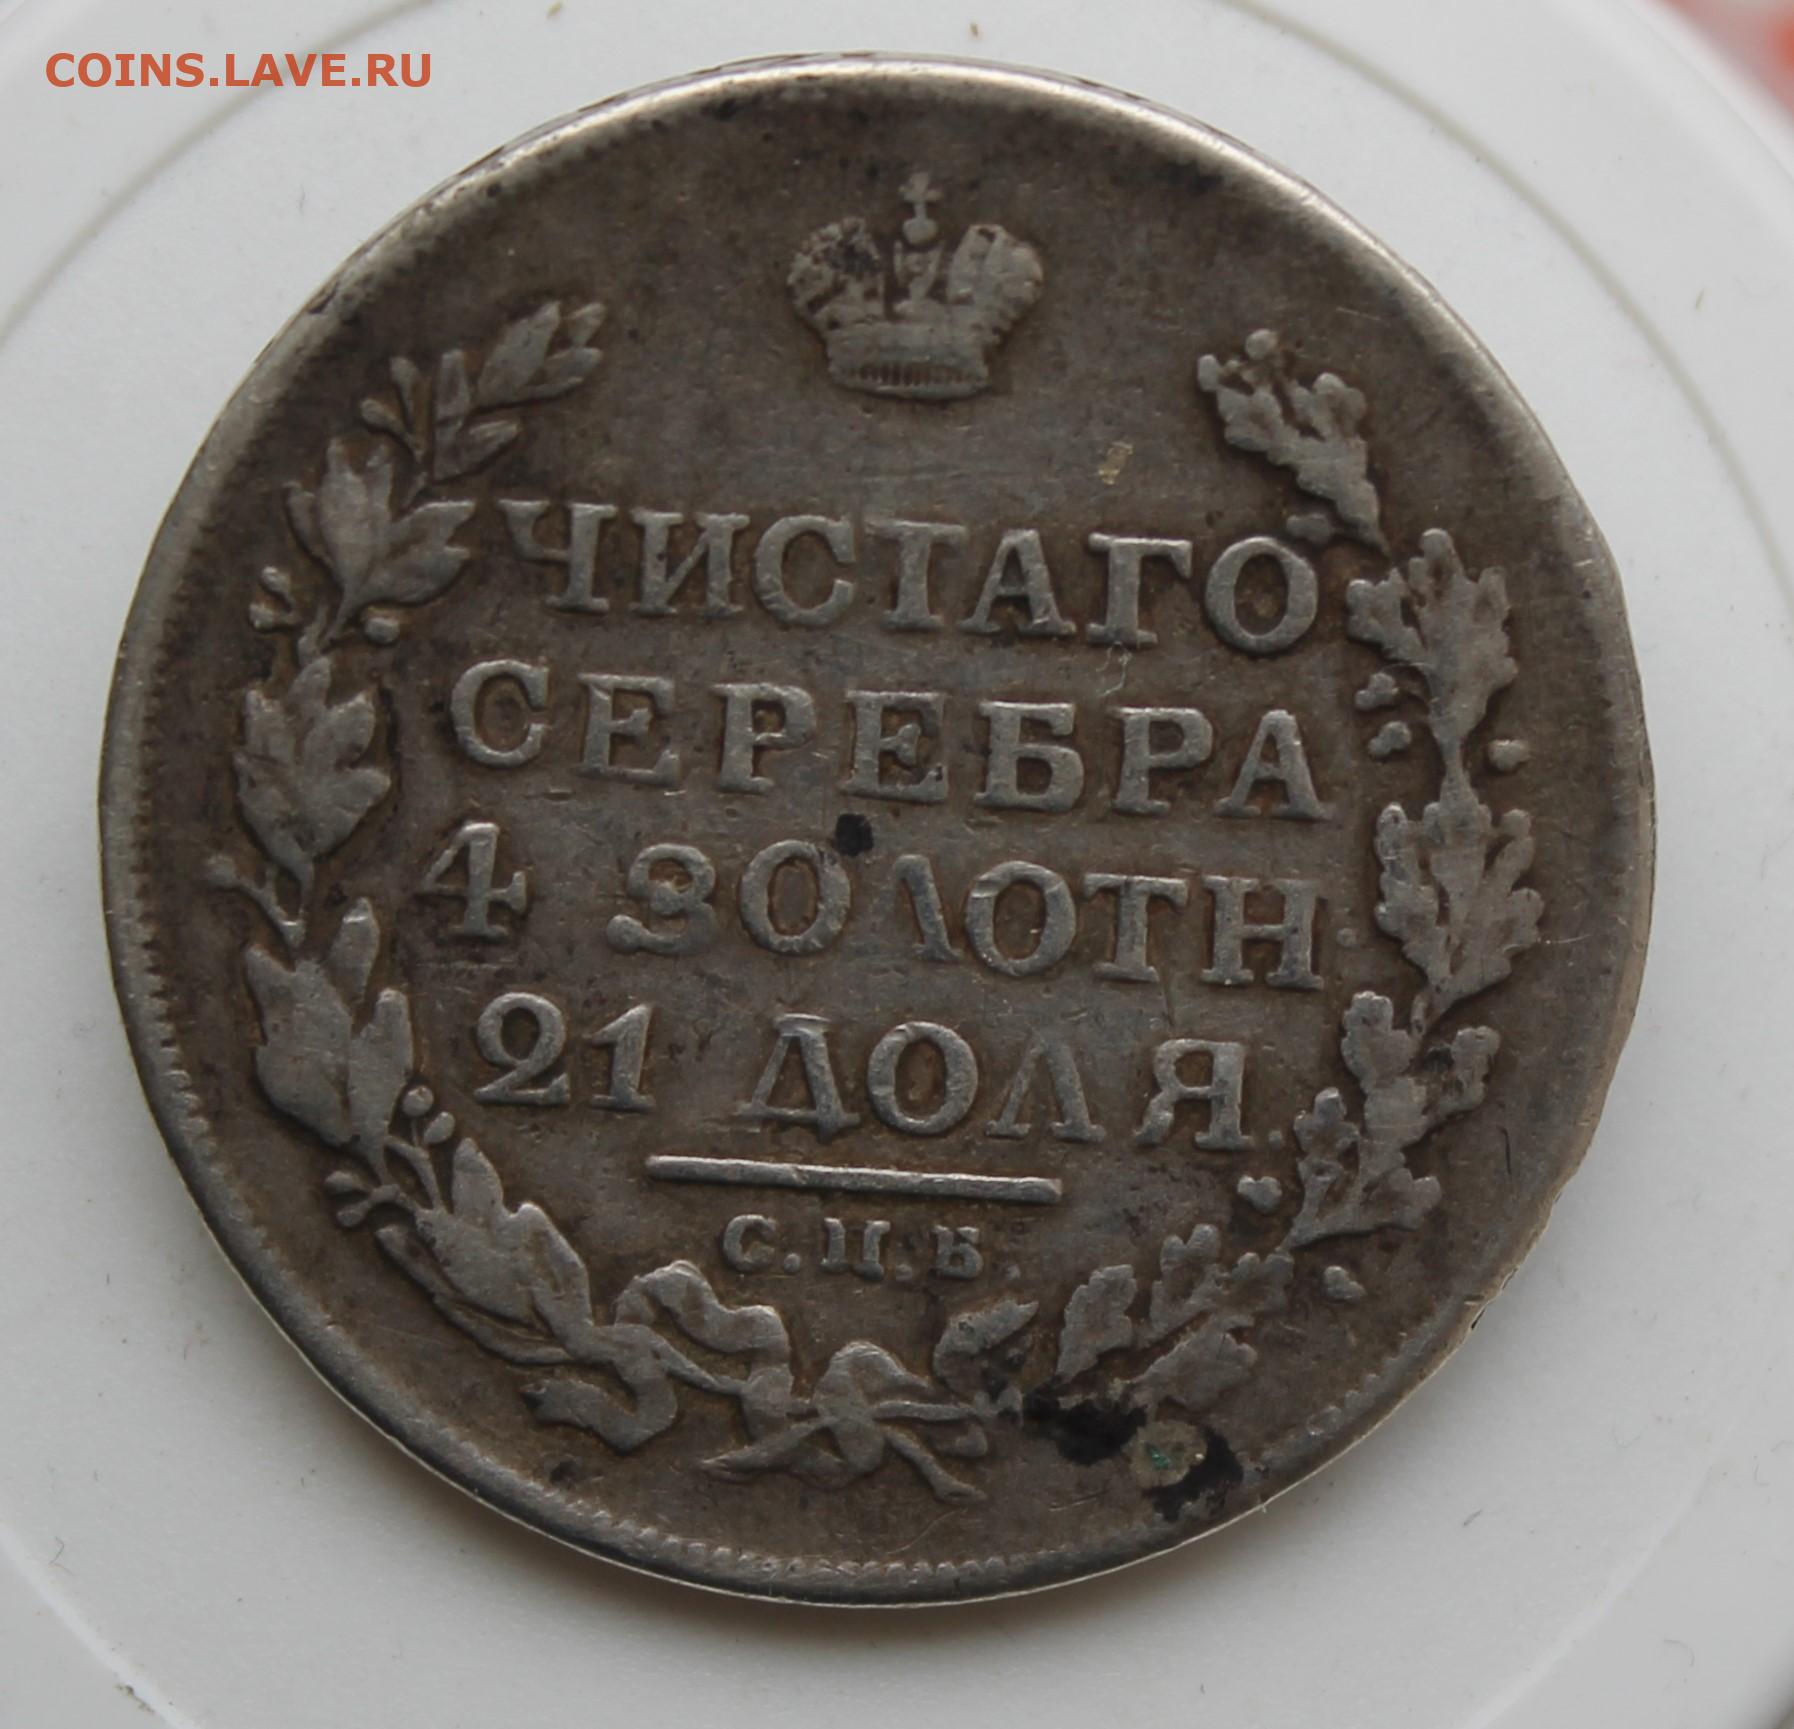 COINS.LAVE.RU
ЧИСТАГО
СЕРЕБРА
4 ЗОЛОТН.
21 ДОЛЯ.
С.П.Б.